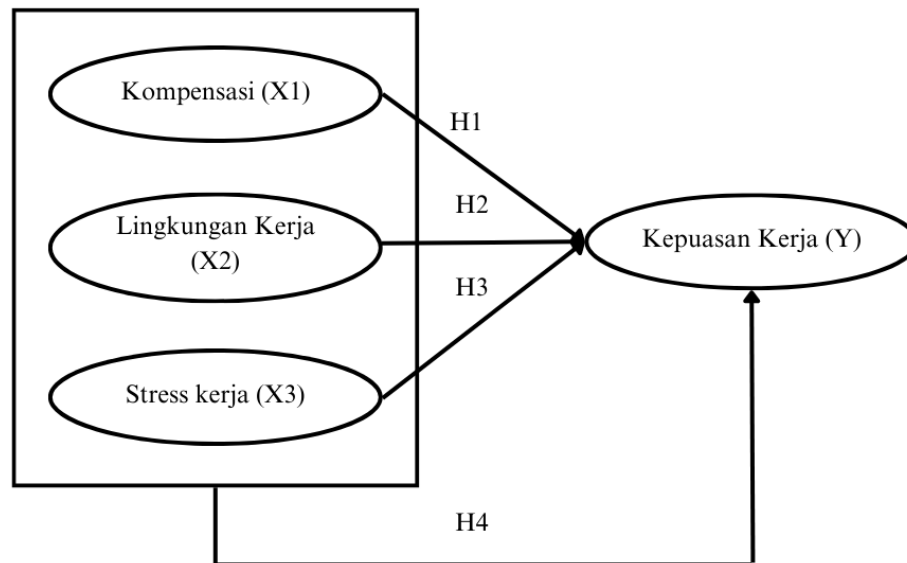 Kompensasi (X1)
H1
Lingkungan Kerja
(X2)
H2
Kepuasan Kerja (Y)
H3
Stress kerja (X3)
H4